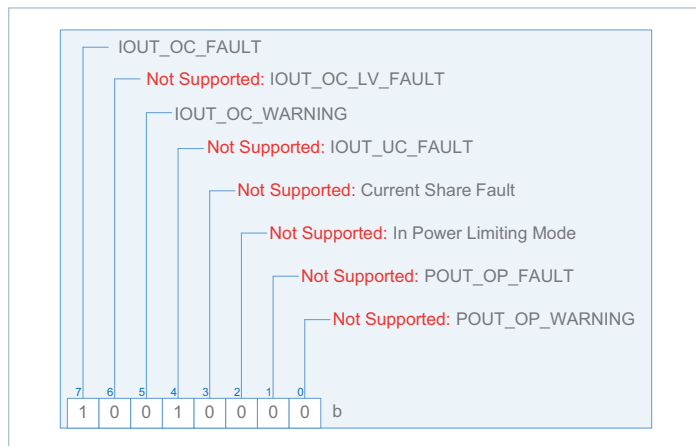 IOUT_OC_FAULT
Not Supported: IOUT_OC_LV_FAULT
IOUT_OC_WARNING
Not Supported: IOUT_UC_FAULT
Not Supported: Current Share Fault
Not Supported: In Power Limiting Mode
Not Supported: POUT_OP_FAULT
Not Supported: POUT_OP_WARNING
7 6 5 4 3 2 1 0
1 0 0 1 0 0 0 0 b